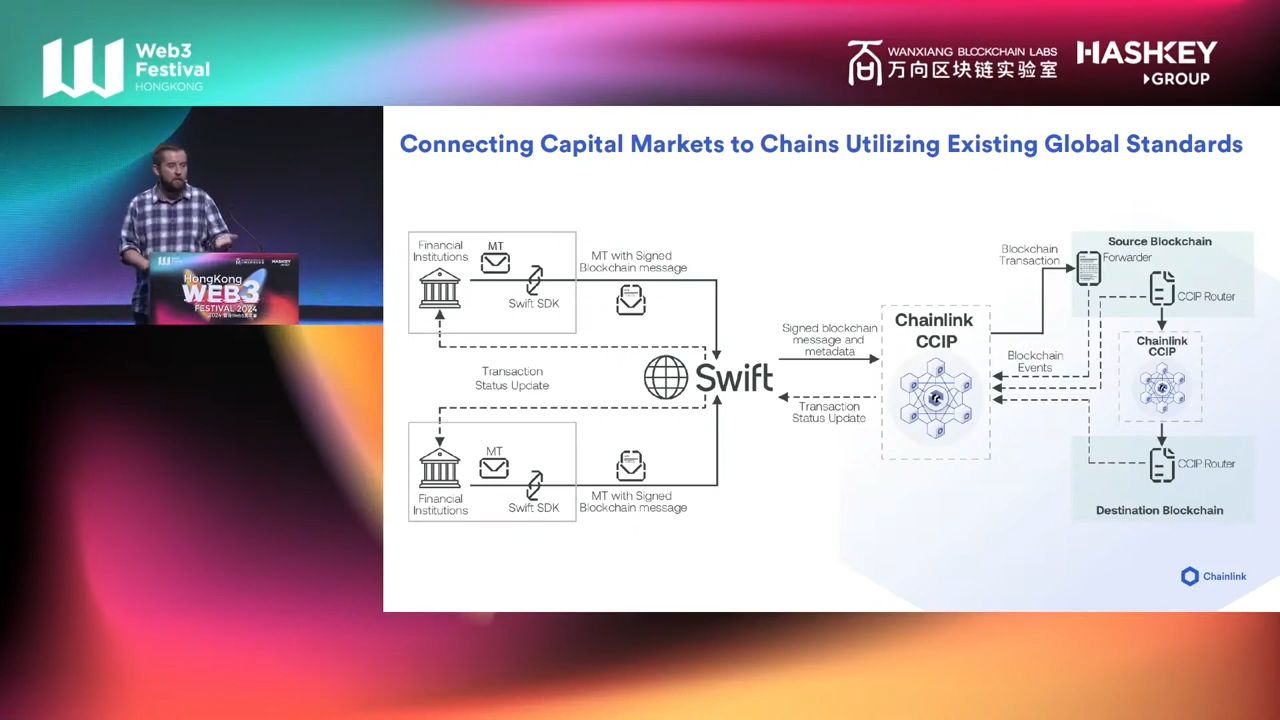 Web3
Festival
HONGKONG
WANXIANG BLOCKCHAIN LABS
万向区块链实验室
HASHKEY
GROUP
HongKong
WEB3
FESTIVAL 2024
Connecting Capital Markets to Chains Utilizing Existing Global Standards
Financial
Institutions
MT
Swift SDK
MT with Signed
Blockchain message
Transaction
Status Update
Swift
MT
Swift SDK
Financial
Institutions
MT with Signed
Blockchain message
Signed blockchain
message and
metadata
Transaction
Status Update
Chainlink
CCIP
Blockchain
Transaction
Blockchain
Events
Source Blockchain
Forwarder
CCIP Router
Chainlink
CCIP
CCIP Router
Destination Blockchain
Chainlink